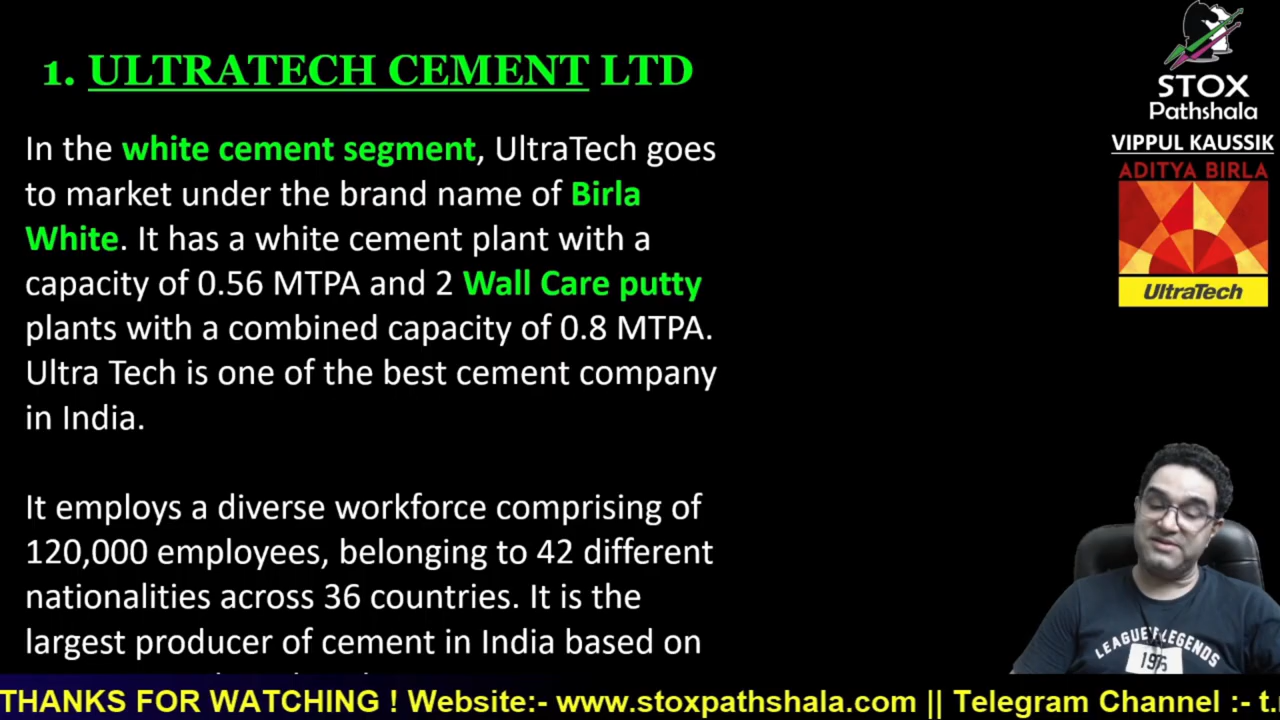 1. ULTRATECH CEMENT LTD
In the white cement segment, UltraTech goes
to market under the brand name of Birla
White. It has a white cement plant with a
capacity of 0.56 MTPA and 2 Wall Care putty
plants with a combined capacity of 0.8 MTPA.
Ultra Tech is one of the best cement company
in India.
It employs a diverse workforce comprising of
120,000 employees, belonging to 42 different
nationalities across 36 countries. It is the
largest producer of cement in India based on
STOX
Pathshala
VIPPUL KAUSSIK
ADITYA BIRLA
UltraTech
LEAGUE LEGENDS
1976
THANKS FOR WATCHING ! Website:- www.stoxpathshala.com || Telegram Channel :- t.